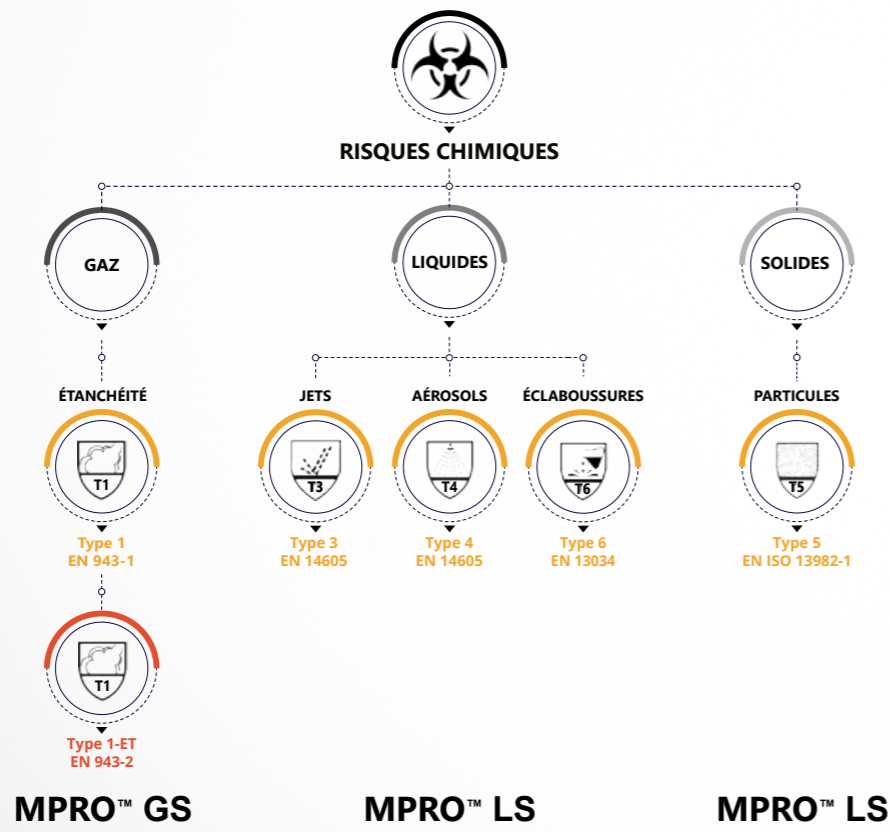 RISQUES CHIMIQUES
GAZ
LIQUIDES
SOLIDES
ÉTANCHÉITÉ
JETS
AÉROSOLS
ÉCLABOUSSURES
PARTICULES
T1
T3
T4
T6
T5
Type 1
EN 943-1
Type 3
EN 14605
Type 4
EN 14605
Type 6
EN 13034
Type 5
EN ISO 13982-1
T1
Type 1-ET
EN 943-2
MPRO™ GS
MPRO™ LS
MPRO™ LS